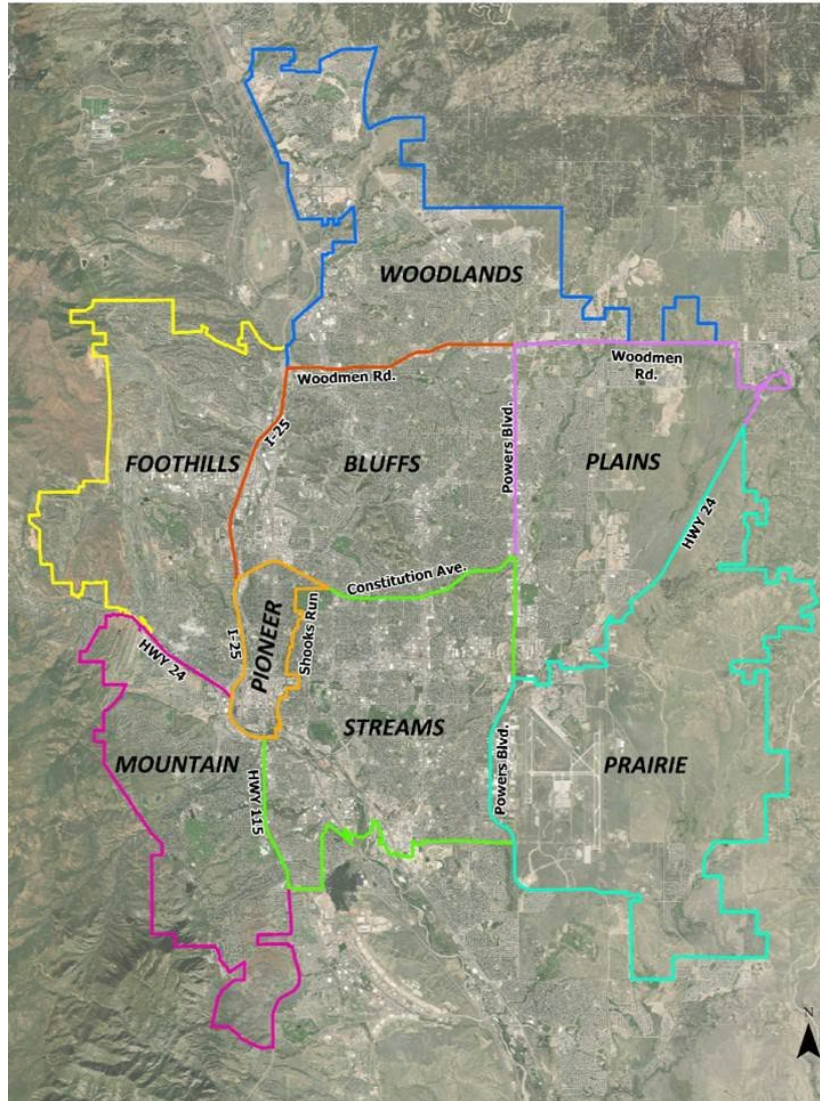 WOODLANDS
Woodmen Rd.
Woodmen
Rd.
I-25
FOOTHILLS
BLUFFS
Powers Blvd.
PLAINS
HWY 24
Constitution Ave.
PIONEER
Shooks Run
I-25
HWY 24
STREAMS
MOUNTAIN
HWY 115
Powers Blvd.
PRAIRIE
N